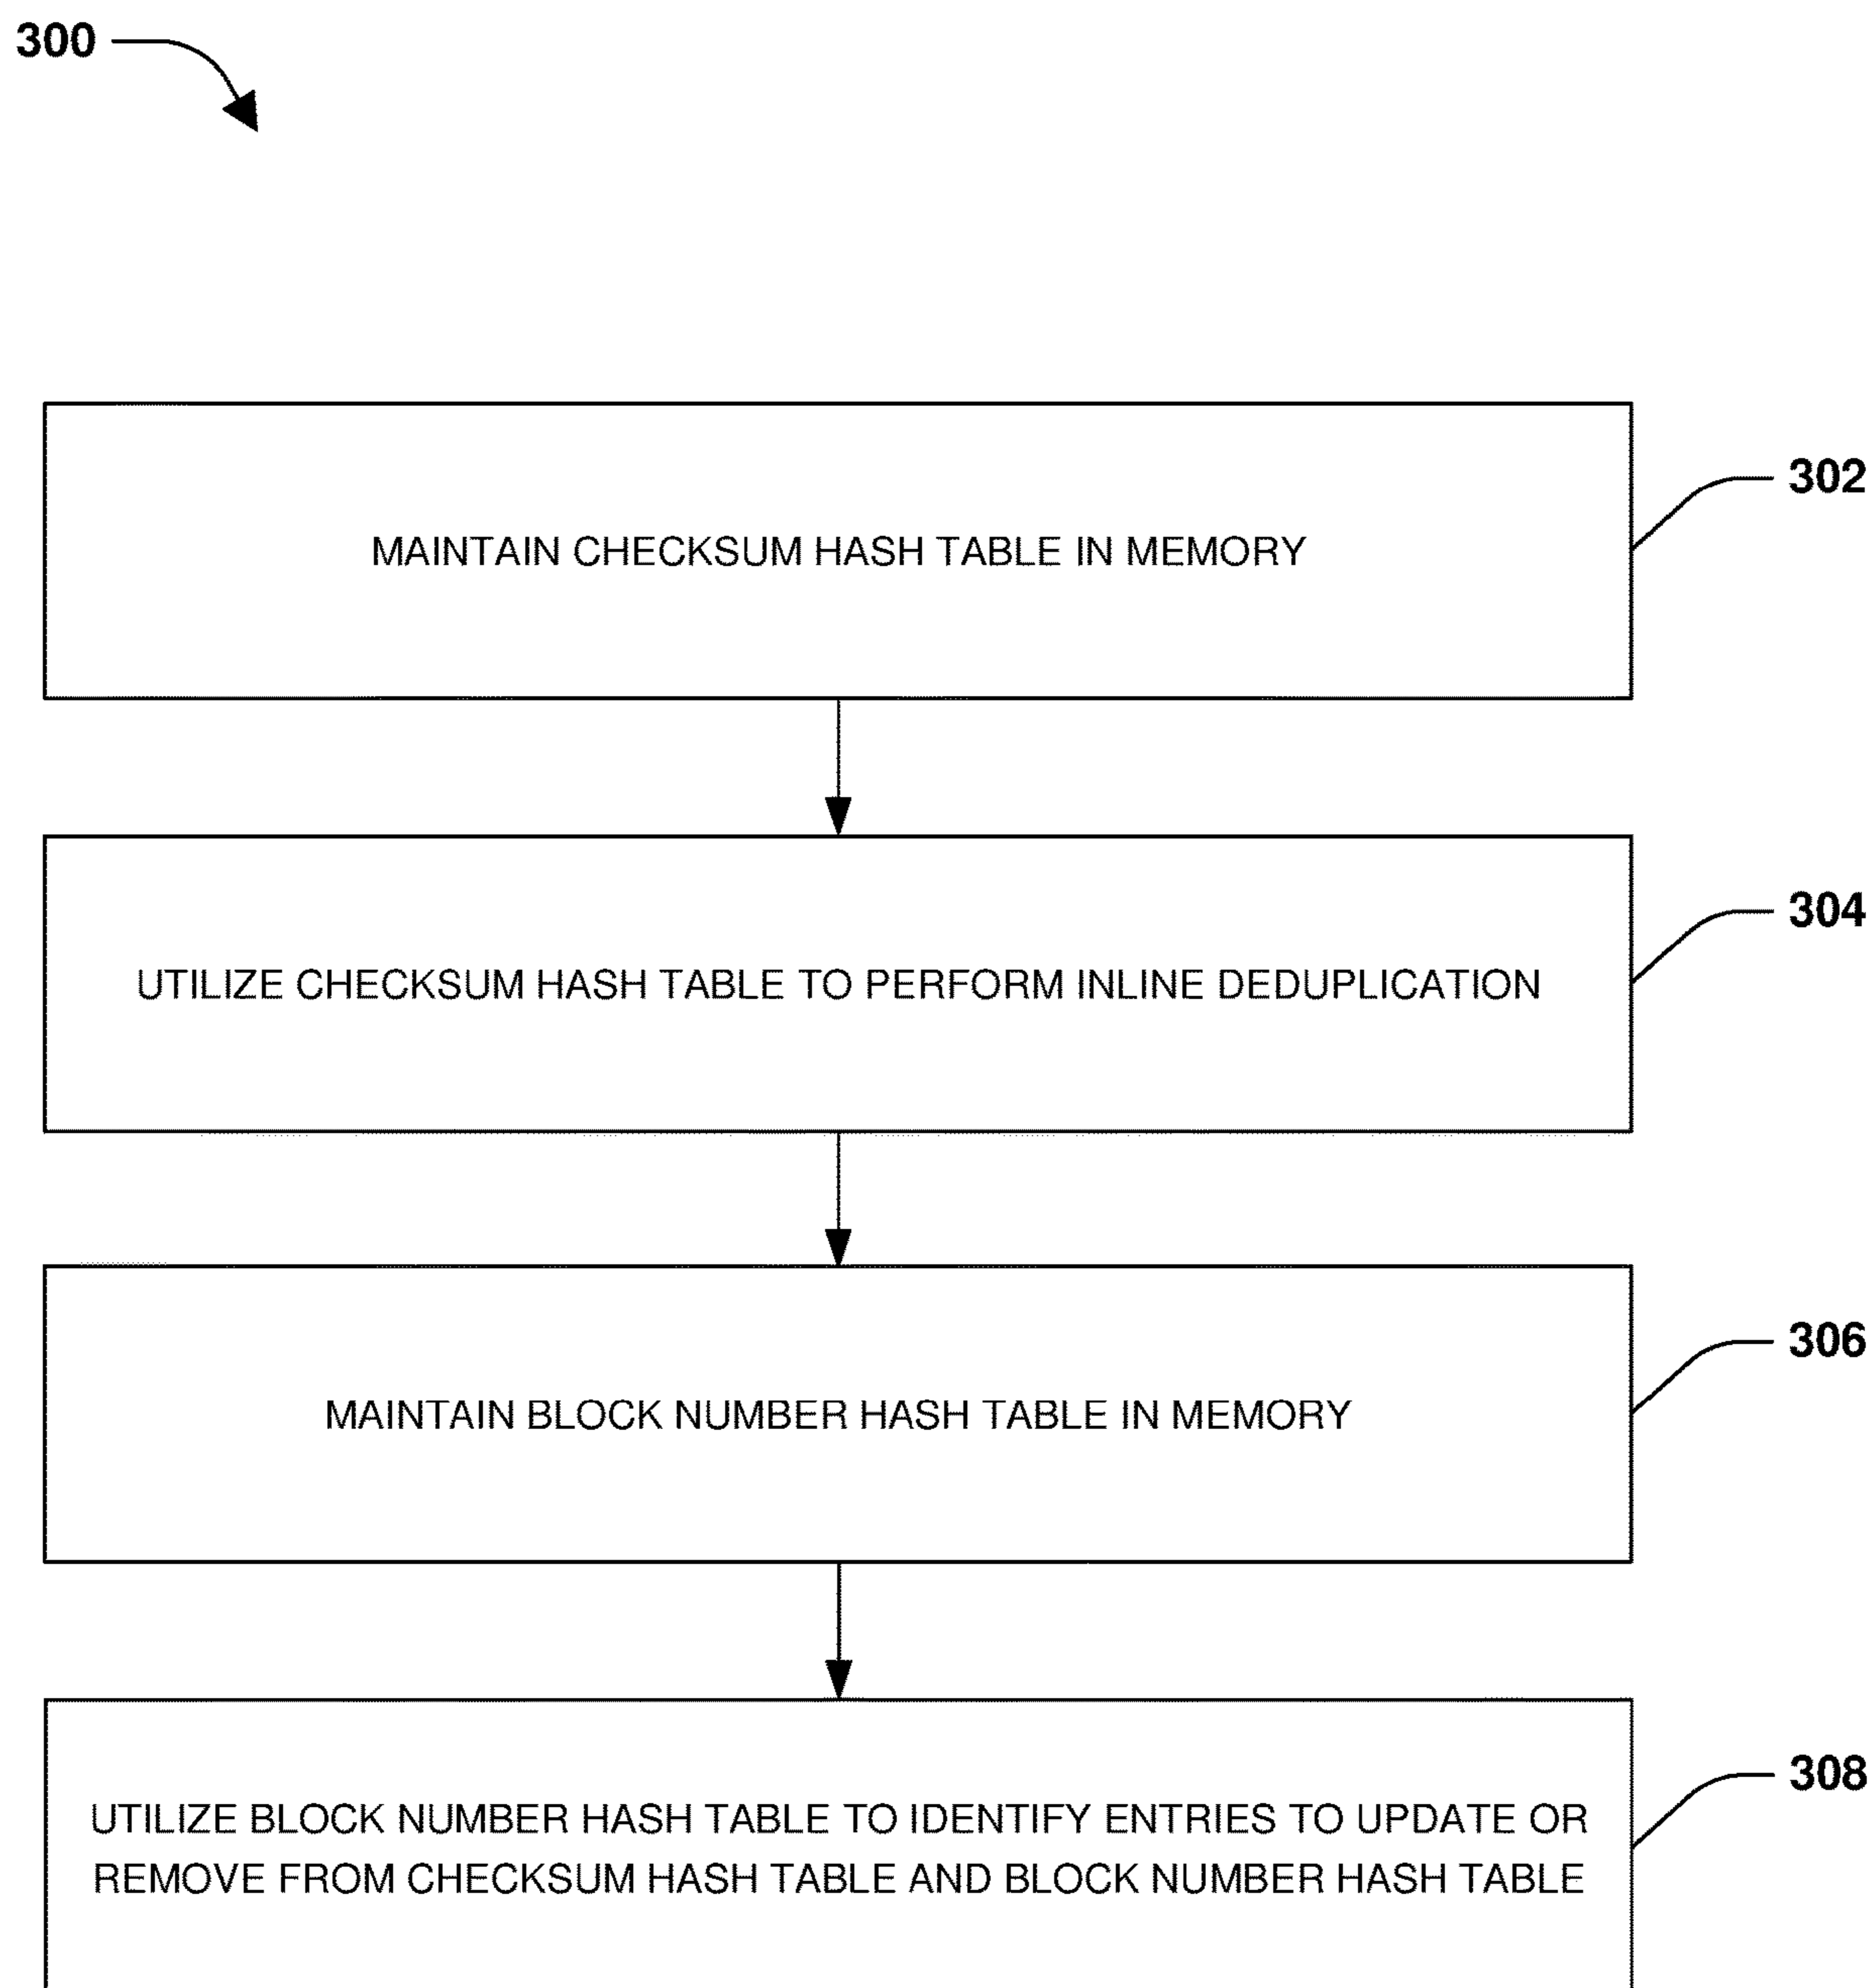 300
MAINTAIN CHECKSUM HASH TABLE IN MEMORY
302
UTILIZE CHECKSUM HASH TABLE TO PERFORM INLINE DEDUPLICATION
304
MAINTAIN BLOCK NUMBER HASH TABLE IN MEMORY
306
UTILIZE BLOCK NUMBER HASH TABLE TO IDENTIFY ENTRIES TO UPDATE OR
REMOVE FROM CHECKSUM HASH TABLE AND BLOCK NUMBER HASH TABLE
308